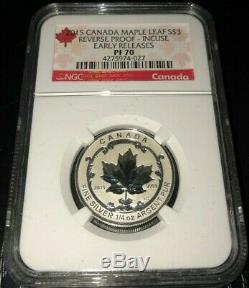 2015 CANADA MAPLE LEAF S$3
REVERSE PROOF - INCUSE
EARLY RELEASES
PF 70
4275974-027
NGC
Canada
CANADA
2015
FINE SILVER 1/4 oz ARGENT PUR